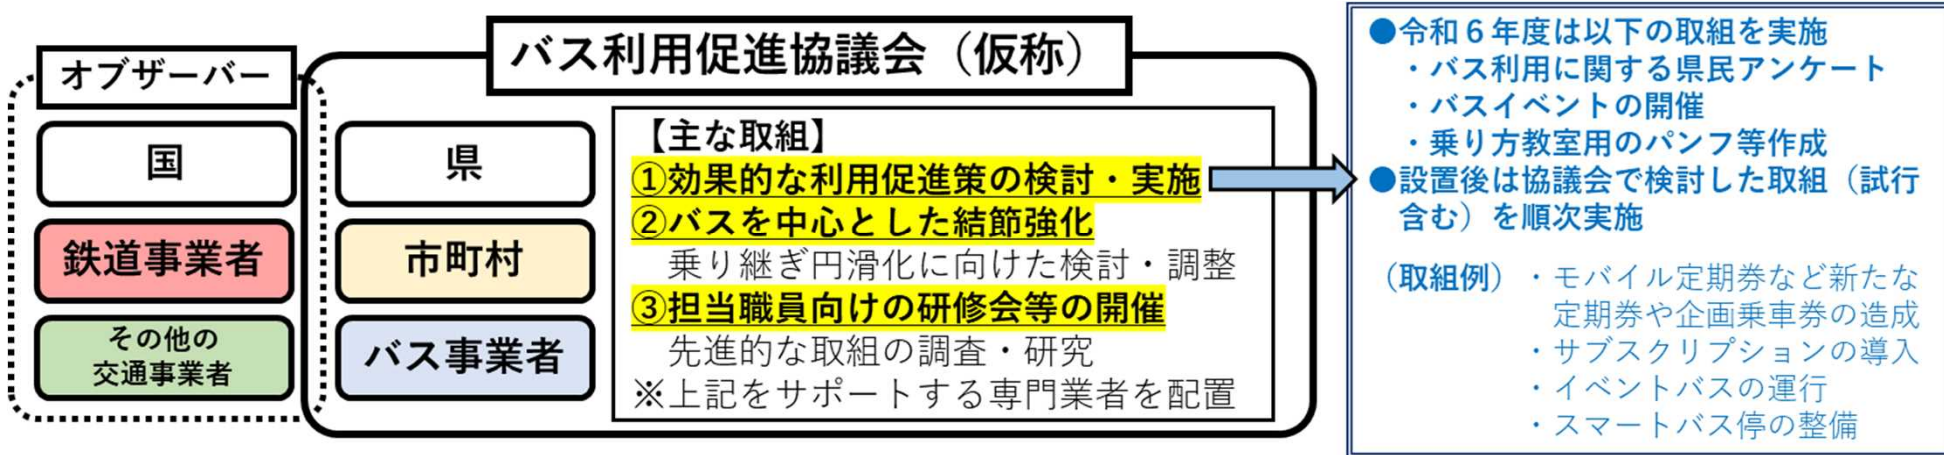 バス利用促進協議会（仮称）
オブザーバー
国
鉄道事業者
その他の
交通事業者
県
市町村
バス事業者
【主な取組】
①効果的な利用促進策の検討・実施
②バスを中心とした結節強化
乗り継ぎ円滑化に向けた検討・調整
③担当職員向けの研修会等の開催
先進的な取組の調査・研究
※上記をサポートする専門業者を配置
●令和６年度は以下の取組を実施
・バス利用に関する県民アンケート
・バスイベントの開催
・乗り方教室用のパンフ等作成
●設置後は協議会で検討した取組（試行
含む）を順次実施
（取組例）・モバイル定期券など新たな
定期券や企画乗車券の造成
・サブスクリプションの導入
・イベントバスの運行
・スマートバス停の整備